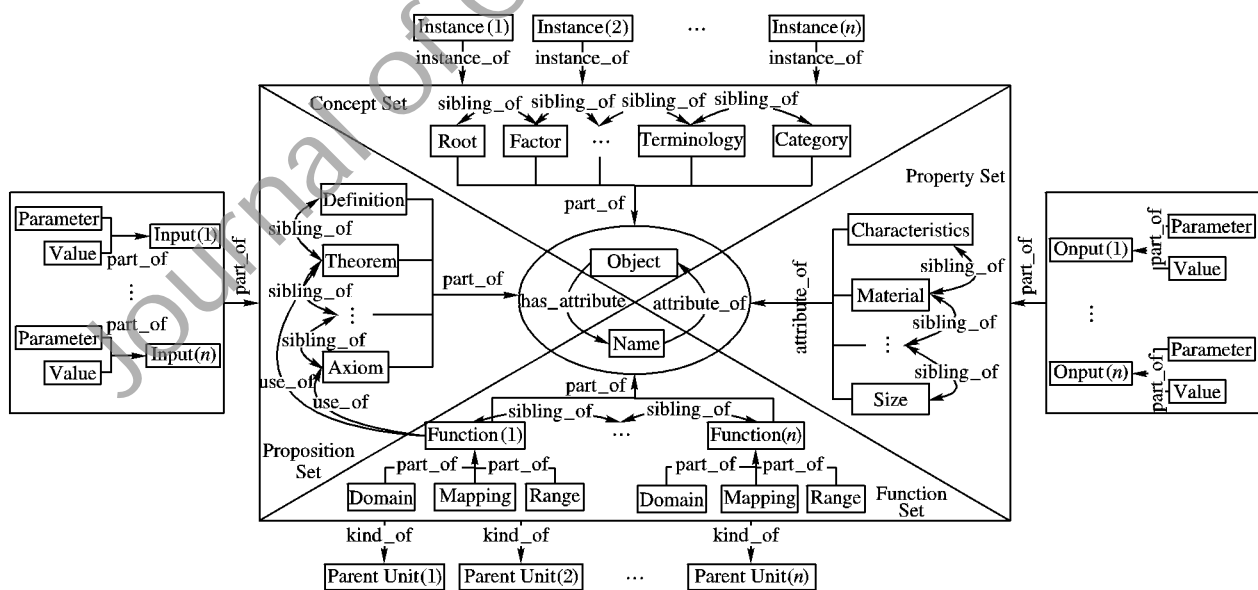 Instance(1) Instance(2) ... Instance(n)
instance_of instance_of instance_of
Concept Set
sibling_of sibling_of sibling_of sibling_of
Root Factor ... Terminology Category
part_of
Property Set
Parameter
Value
Input(1)
part_of
...
part_of
Parameter
Value
Input(n)
part_of
Definition
sibling_of
Theorem
sibling_of
...
sibling_of
Axiom
use_of
use_of
part_of
Proposition
Set
Object
has_attribute attribute_of
Name
attribute_of
Characteristics
sibling_of
Material
sibling_of
...
sibling_of
Size
part_of
Onput(1)
part_of
Parameter
Value
...
Onput(n)
part_of
Parameter
Value
part_of
sibling_of sibling_of
Function(1) ... Function(n)
part_of part_of part_of part_of
Domain Mapping Range Domain Mapping Range
Function
Set
kind_of kind_of kind_of
Parent Unit(1) Parent Unit(2) ... Parent Unit(n)
Journal of